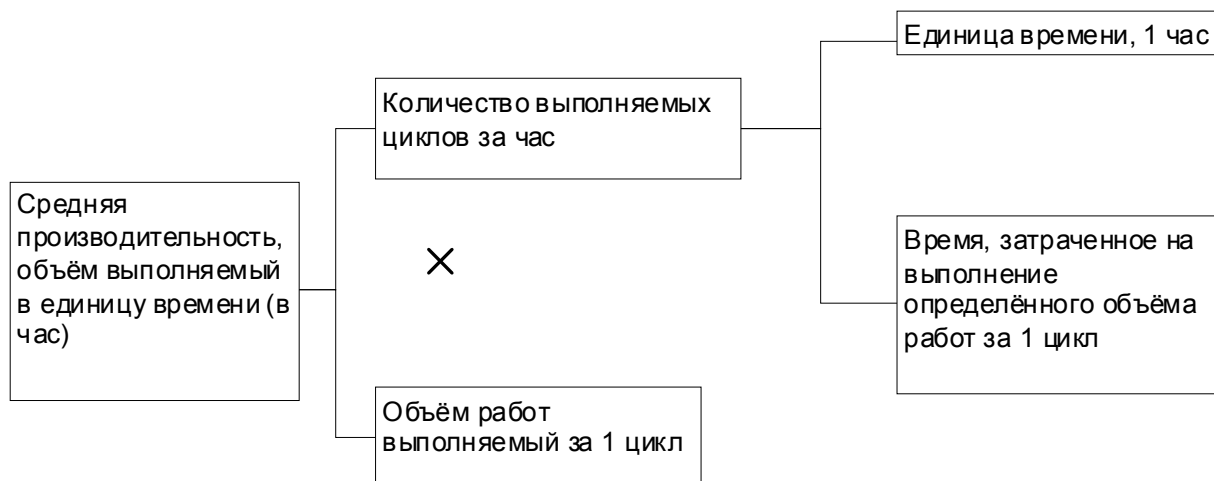 Единица времени, 1 час
Количество выполняемых
циклов за час
Средняя
производительность,
объём выполняемый
в единицу времени (в
час)
×
Время, затраченное на
выполнение
определённого объёма
работ за 1 цикл
Объём работ
выполняемый за 1 цикл